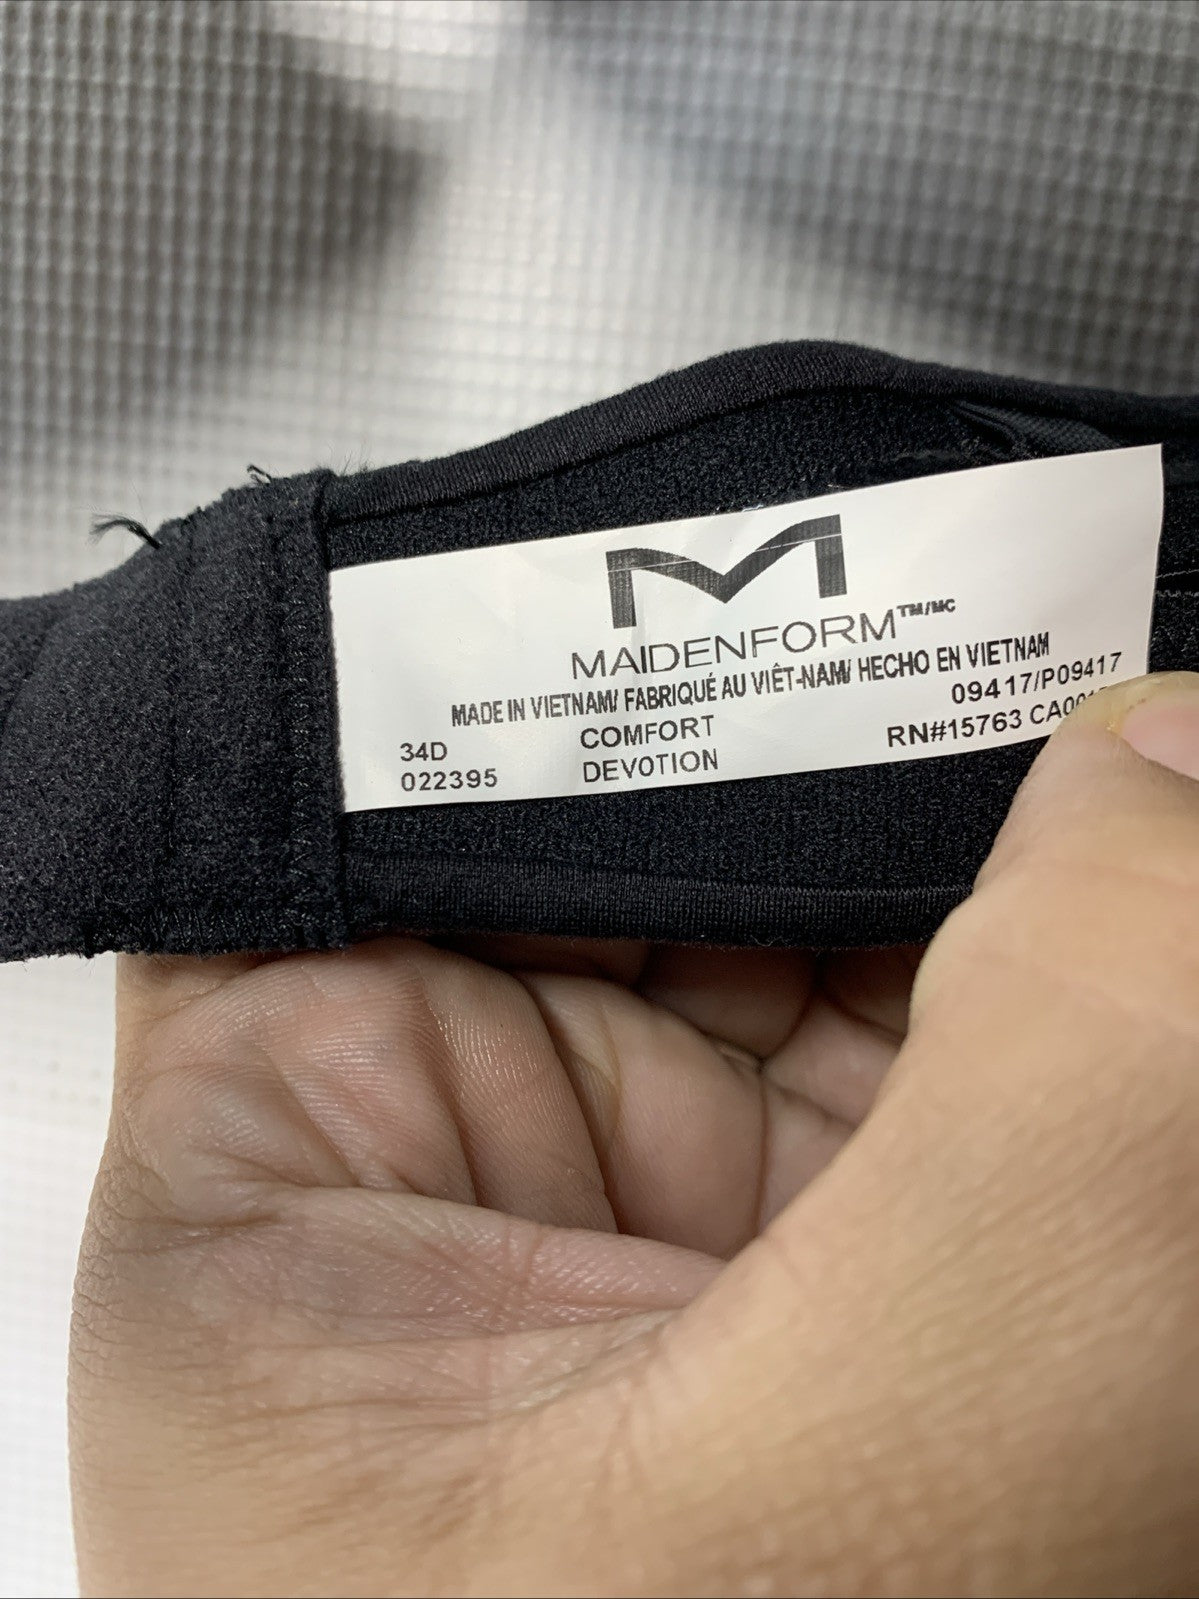 M
MAIDENFORM™/MC
MADE IN VIETNAM/ FABRIQUÉ AU VIÊT-NAM/ HECHO EN VIETNAM
34D COMFORT 09417/P09417
022395 DEVOTION RN#15763